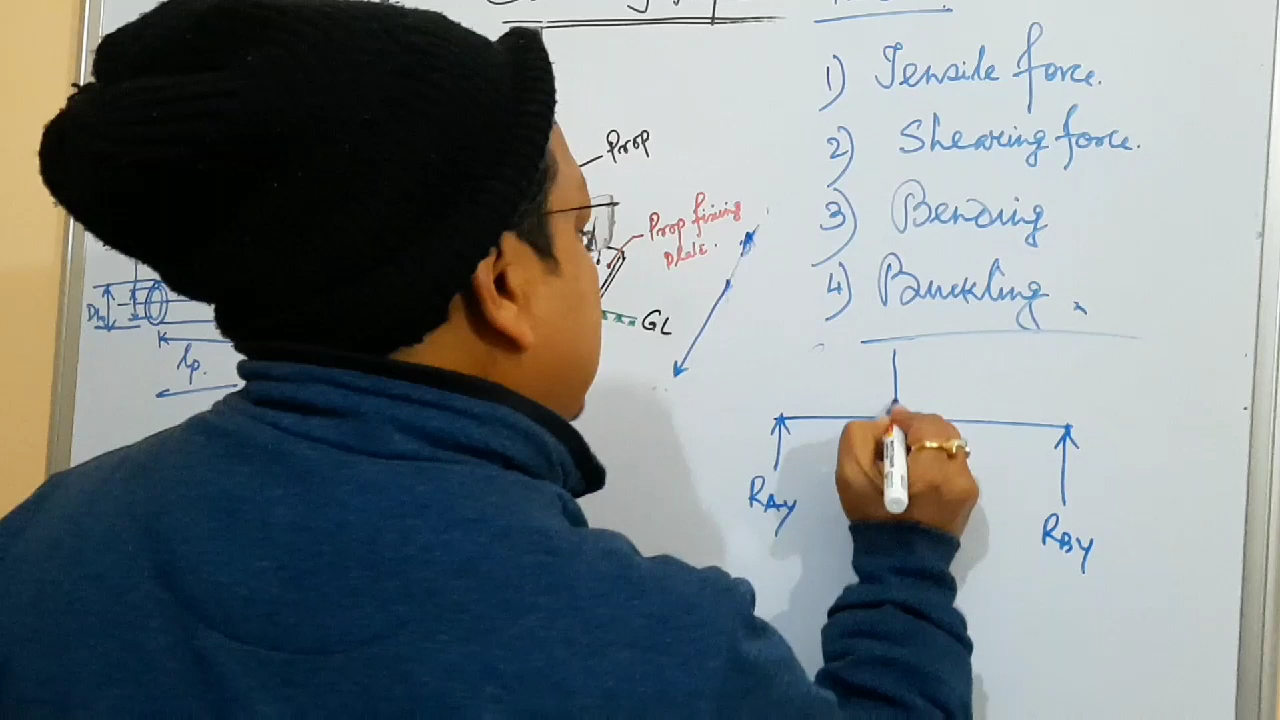 Prop
Prop fixing
plate.
GL
lp.
1) Tensile force.
2) Shearing force.
3) Bending
4) Buckling
RAY
RBY